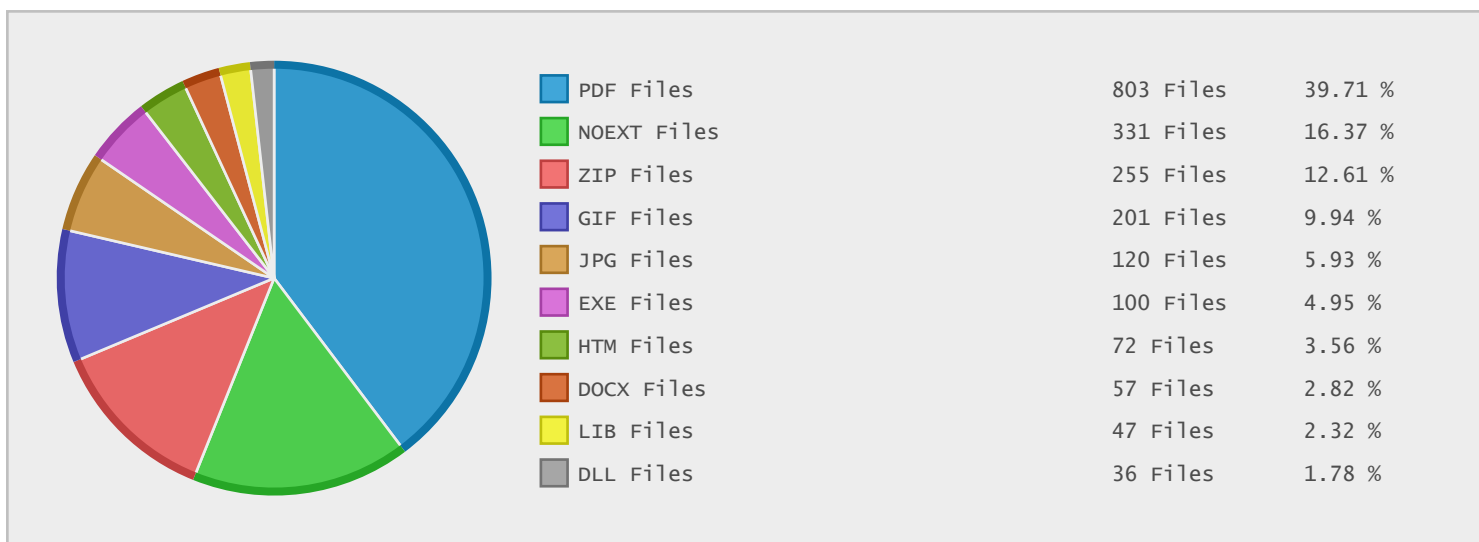 PDF Files 803 Files 39.71 %
NOEXT Files 331 Files 16.37 %
ZIP Files 255 Files 12.61 %
GIF Files 201 Files 9.94 %
JPG Files 120 Files 5.93 %
EXE Files 100 Files 4.95 %
HTM Files 72 Files 3.56 %
DOCX Files 57 Files 2.82 %
LIB Files 47 Files 2.32 %
DLL Files 36 Files 1.78 %